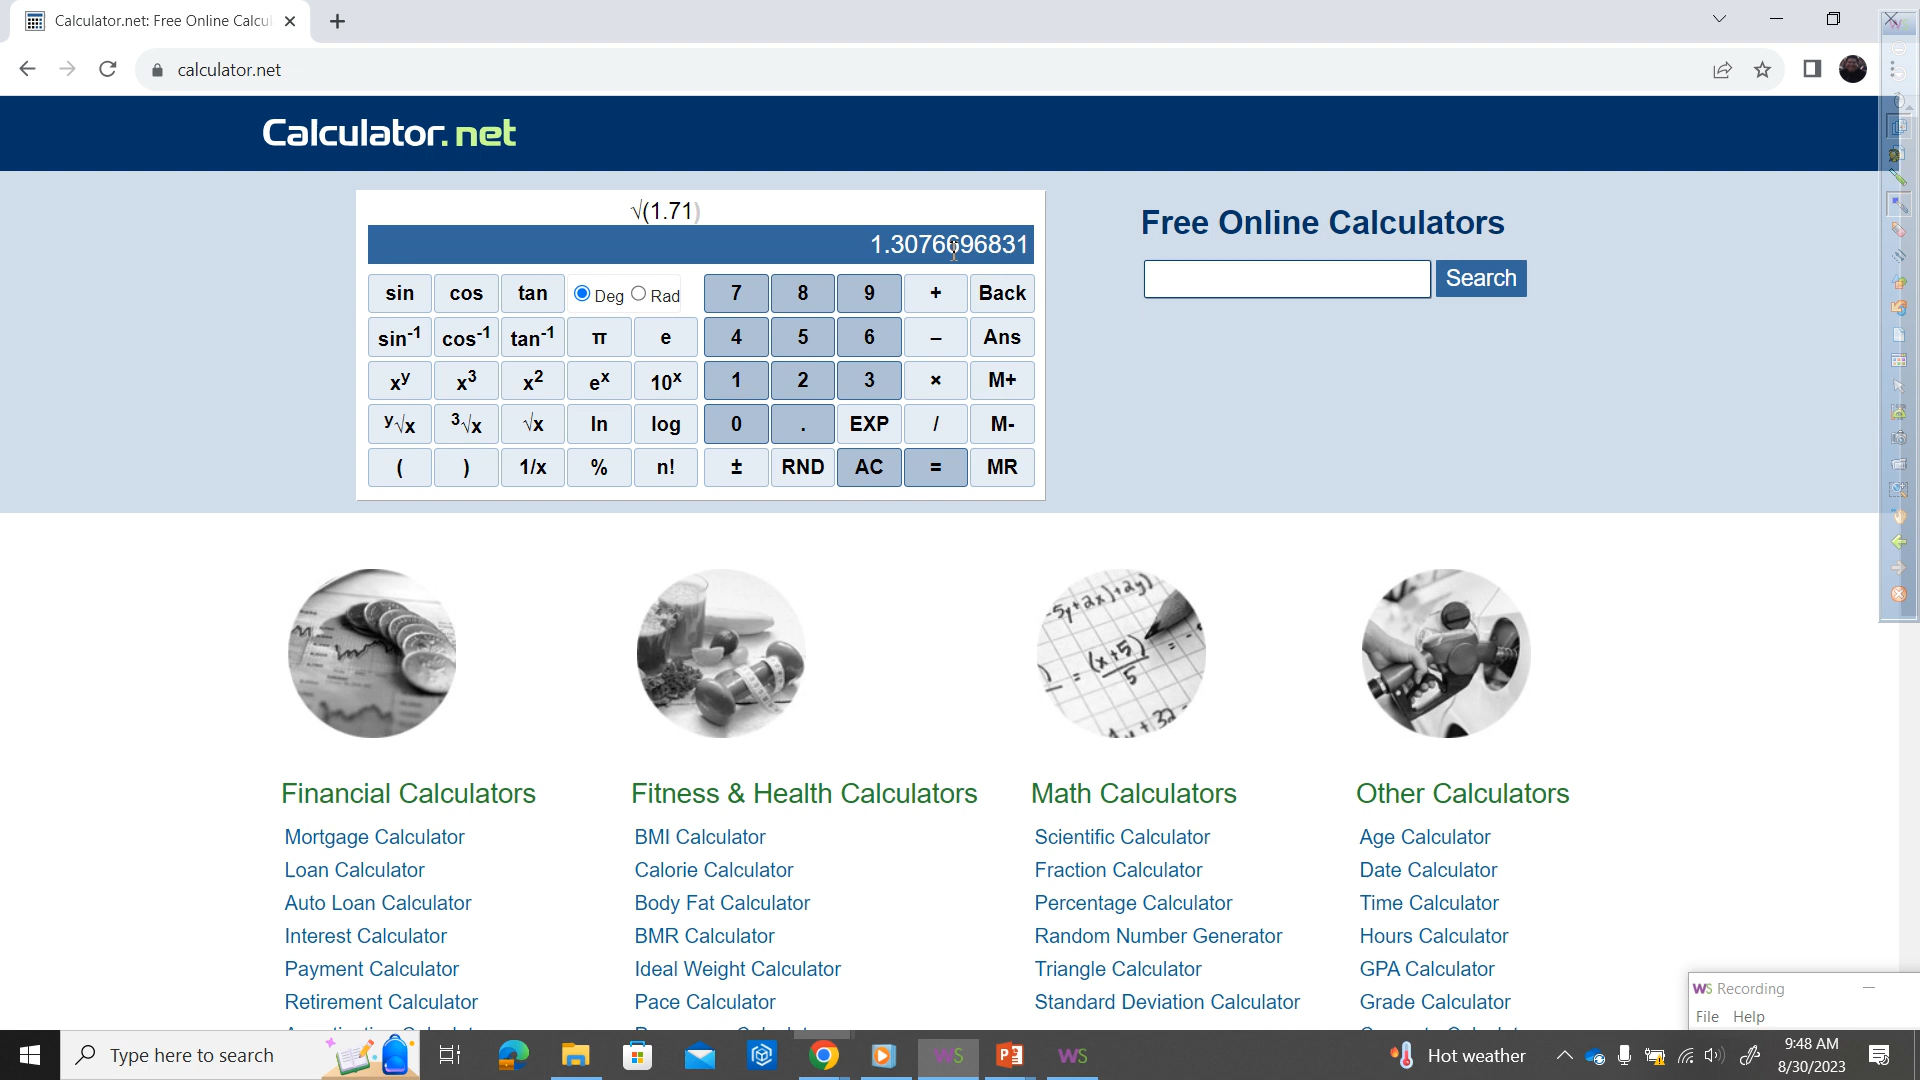 Calculator.net: Free Online Calcul
calculator.net
Calculator.net
√(1.71)
1.3076696831
Free Online Calculators
Search
sin cos tan Deg Rad 7 8 9 + Back
sin-1 cos-1 tan-1 π e 4 5 6 – Ans
xy x3 x2 ex 10x 1 2 3 × M+
y√x 3√x √x ln log 0 . EXP / M-
( ) 1/x % n! ± RND AC = MR
Financial Calculators
Mortgage Calculator
Loan Calculator
Auto Loan Calculator
Interest Calculator
Payment Calculator
Retirement Calculator
Fitness & Health Calculators
BMI Calculator
Calorie Calculator
Body Fat Calculator
BMR Calculator
Ideal Weight Calculator
Pace Calculator
Math Calculators
Scientific Calculator
Fraction Calculator
Percentage Calculator
Random Number Generator
Triangle Calculator
Standard Deviation Calculator
Other Calculators
Age Calculator
Date Calculator
Time Calculator
Hours Calculator
GPA Calculator
Grade Calculator
WS Recording
File Help
Type here to search
Hot weather
9:48 AM
8/30/2023